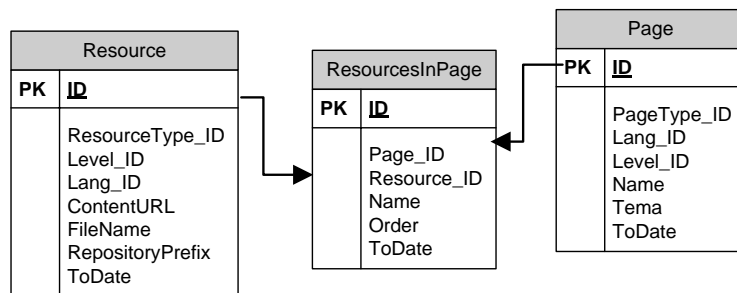 Resource
PK ID
ResourceType_ID
Level_ID
Lang_ID
ContentURL
FileName
RepositoryPrefix
ToDate
ResourcesInPage
PK ID
Page_ID
Resource_ID
Name
Order
ToDate
Page
PK ID
PageType_ID
Lang_ID
Level_ID
Name
Tema
ToDate